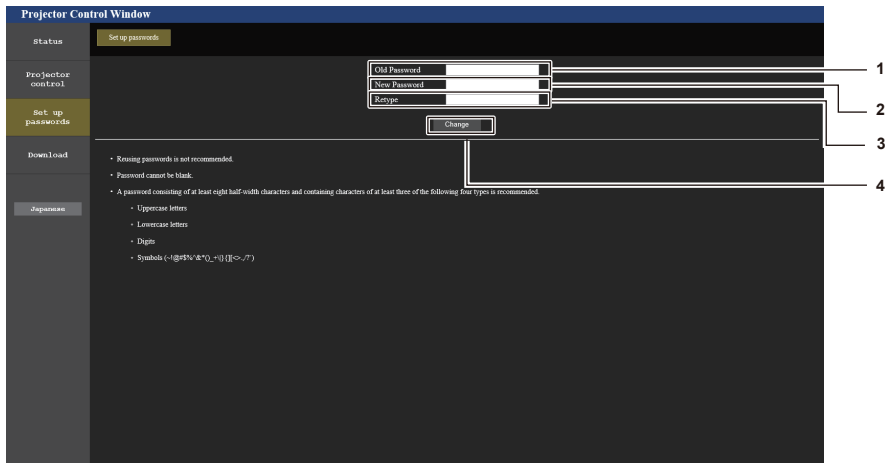 Projector Control Window
Status
Projector
control
Set up
passwords
Download
Japanese
Set up passwords
Old Password
New Password
Retype
Change
1
2
3
4
• Reusing passwords is not recommended.
• Password cannot be blank.
• A password consisting of at least eight half-width characters and containing characters of at least three of the following four types is recommended.
• Uppercase letters
• Lowercase letters
• Digits
• Symbols (~!@#$%^&*()_+\|} {][<>.,/?`)